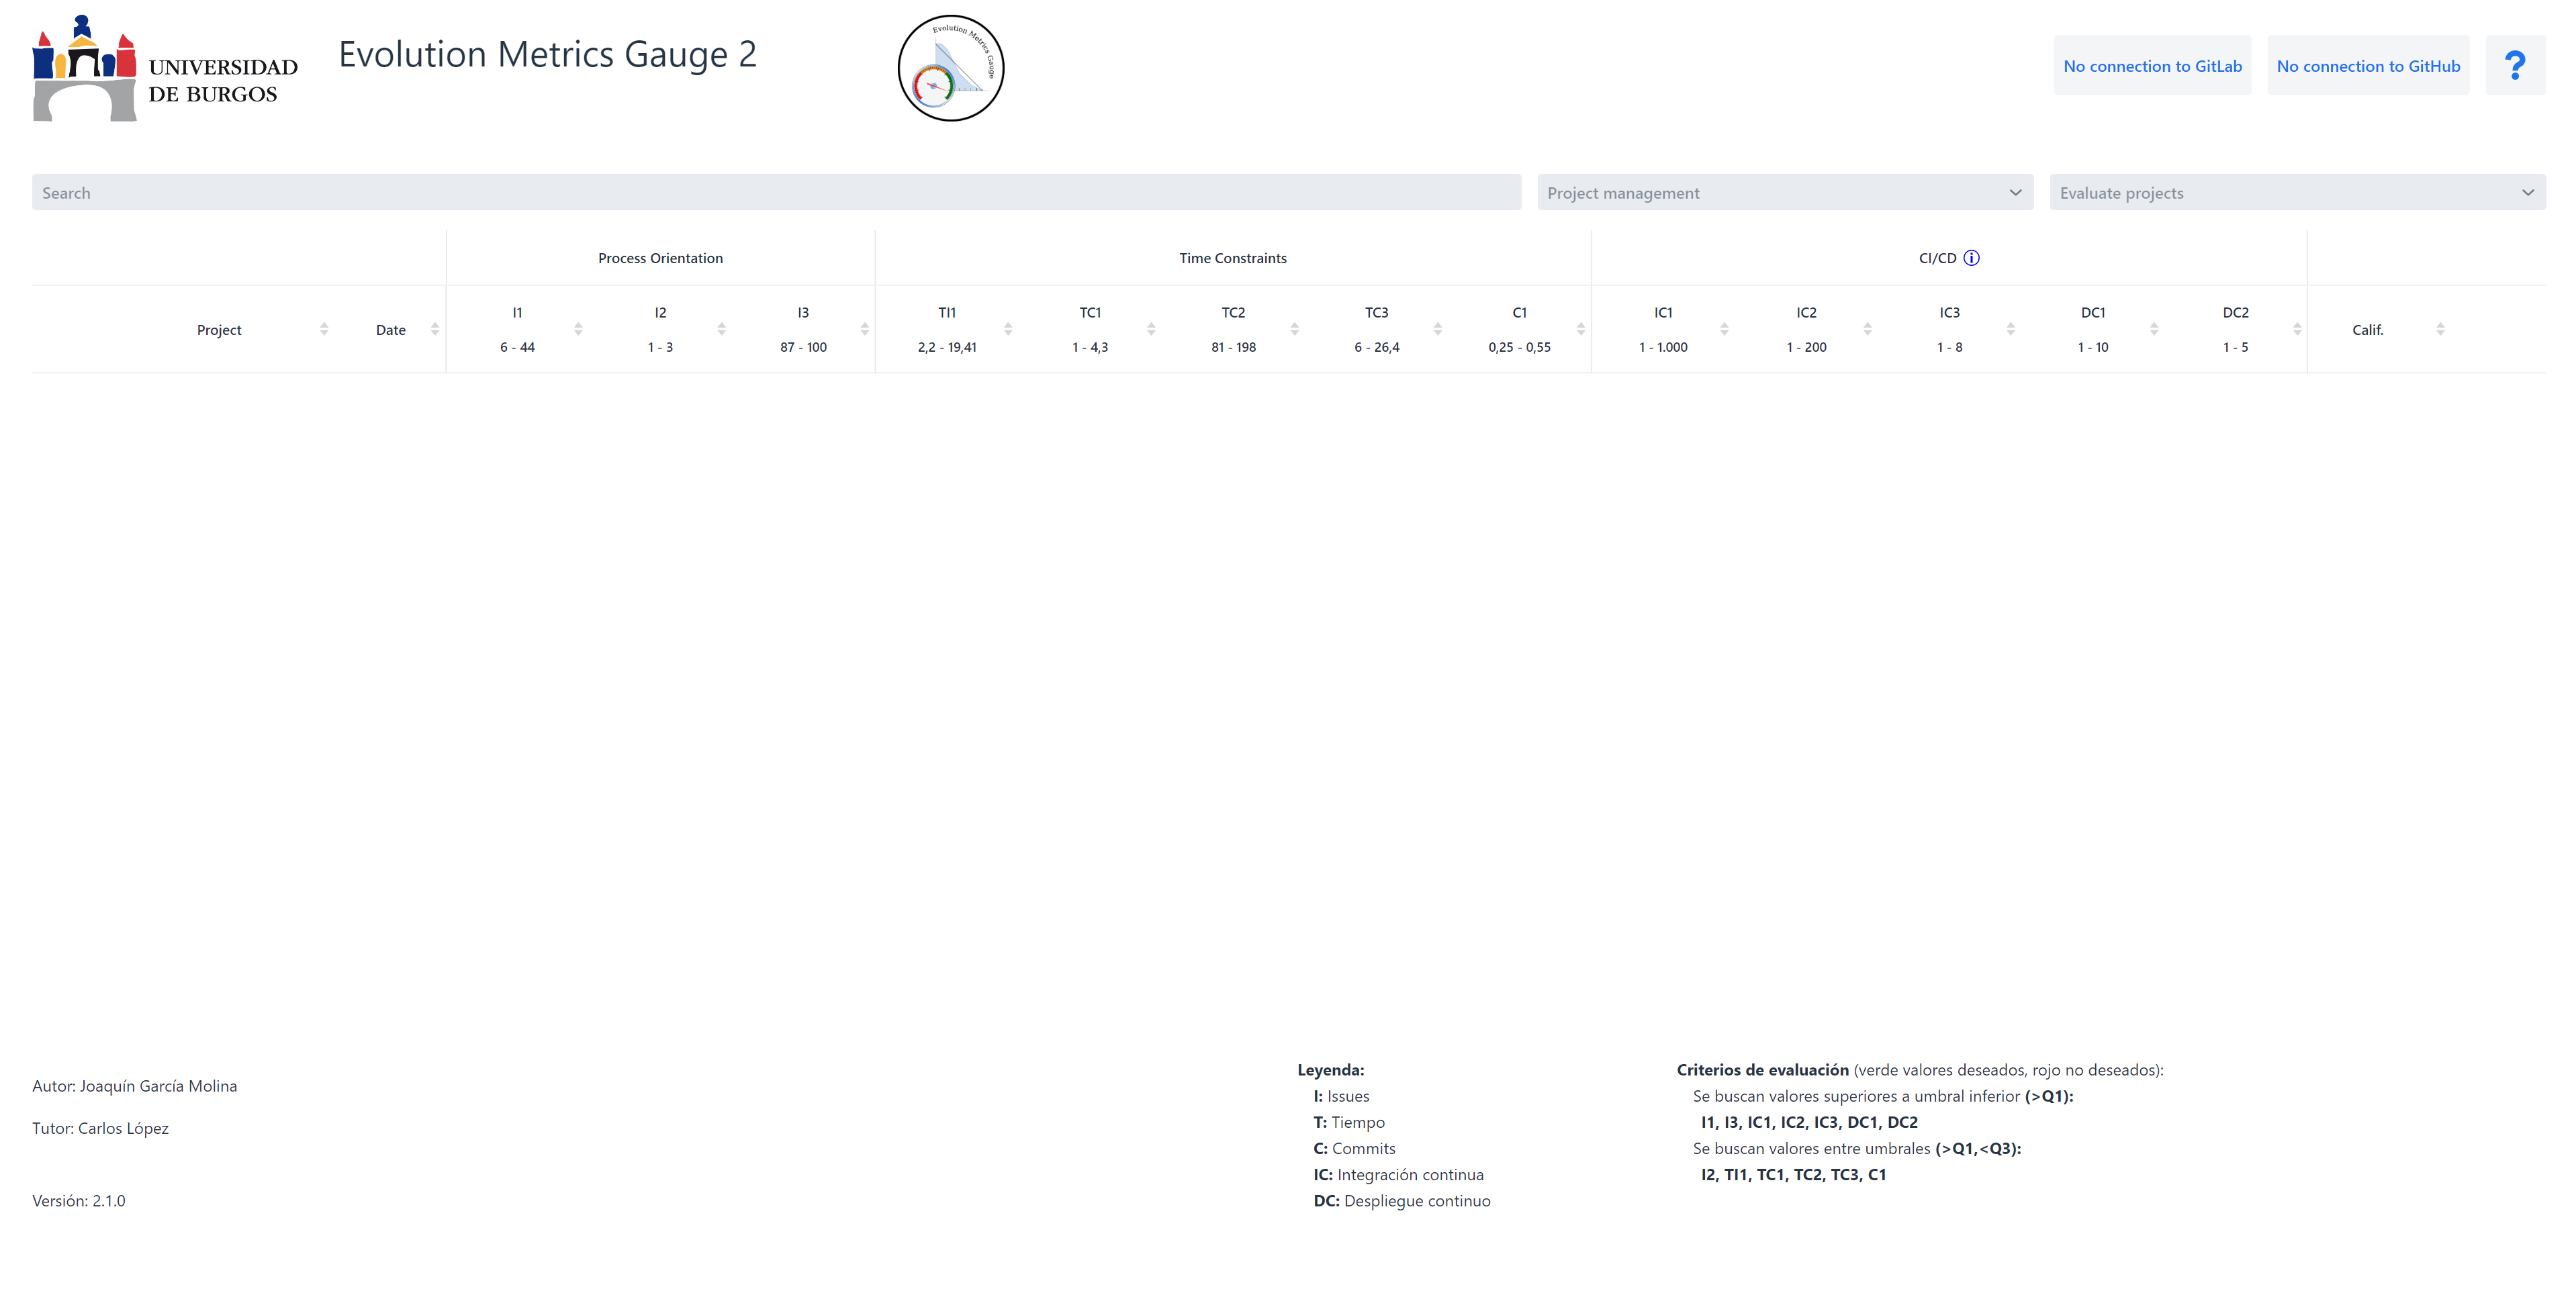 UNIVERSIDAD
DE BURGOS
Evolution Metrics Gauge 2
Evolution Metrics Gauge
No connection to GitLab
No connection to GitHub
?
Search
Project management
Evaluate projects
Process Orientation
Time Constraints
CI/CD
Project
Date
I1
6 - 44
I2
1 - 3
I3
87 - 100
TI1
2,2 - 19,41
TC1
1 - 4,3
TC2
81 - 198
TC3
6 - 26,4
C1
0,25 - 0,55
IC1
1 - 1.000
IC2
1 - 200
IC3
1 - 8
DC1
1 - 10
DC2
1 - 5
Calif.
Autor: Joaquín García Molina
Tutor: Carlos López
Versión: 2.1.0
Leyenda:
I: Issues
T: Tiempo
C: Commits
IC: Integración continua
DC: Despliegue continuo
Criterios de evaluación (verde valores deseados, rojo no deseados):
Se buscan valores superiores a umbral inferior (>Q1):
I1, I3, IC1, IC2, IC3, DC1, DC2
Se buscan valores entre umbrales (>Q1,<Q3):
I2, TI1, TC1, TC2, TC3, C1